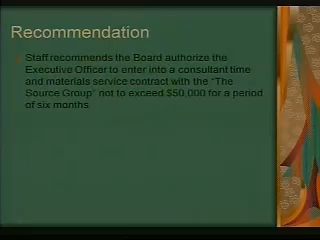 Recommendation
Staff recommends the Board authorize the
Executive Officer to enter into a consultant time
and materials service contract with the "The
Source Group" not to exceed $50,000 for a period
of six months.